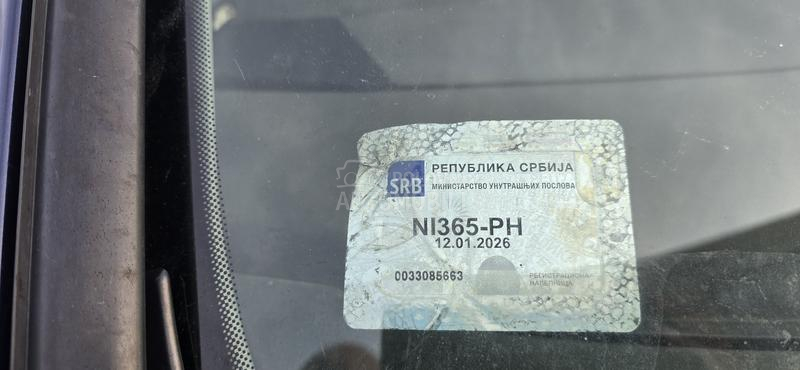 РЕПУБЛИКА СРБИЈА
SRB
МИНИСТАРСТВО УНУТРАШЊИХ ПОСЛОВА
NI365-PH
12.01.2026
0033085663
РЕГИСТРАЦИОНА
НАЛЕПНИЦА